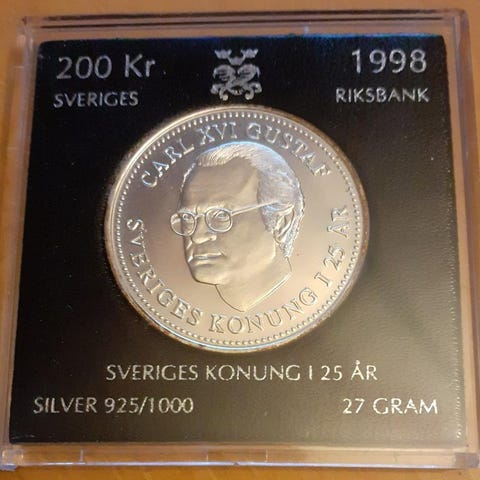 200 Kr 1998
SVERIGES RIKSBANK
CARL XVI GUSTAF
SVERIGES KONUNG I 25 ÅR
SVERIGES KONUNG I 25 ÅR
SILVER 925/1000 27 GRAM